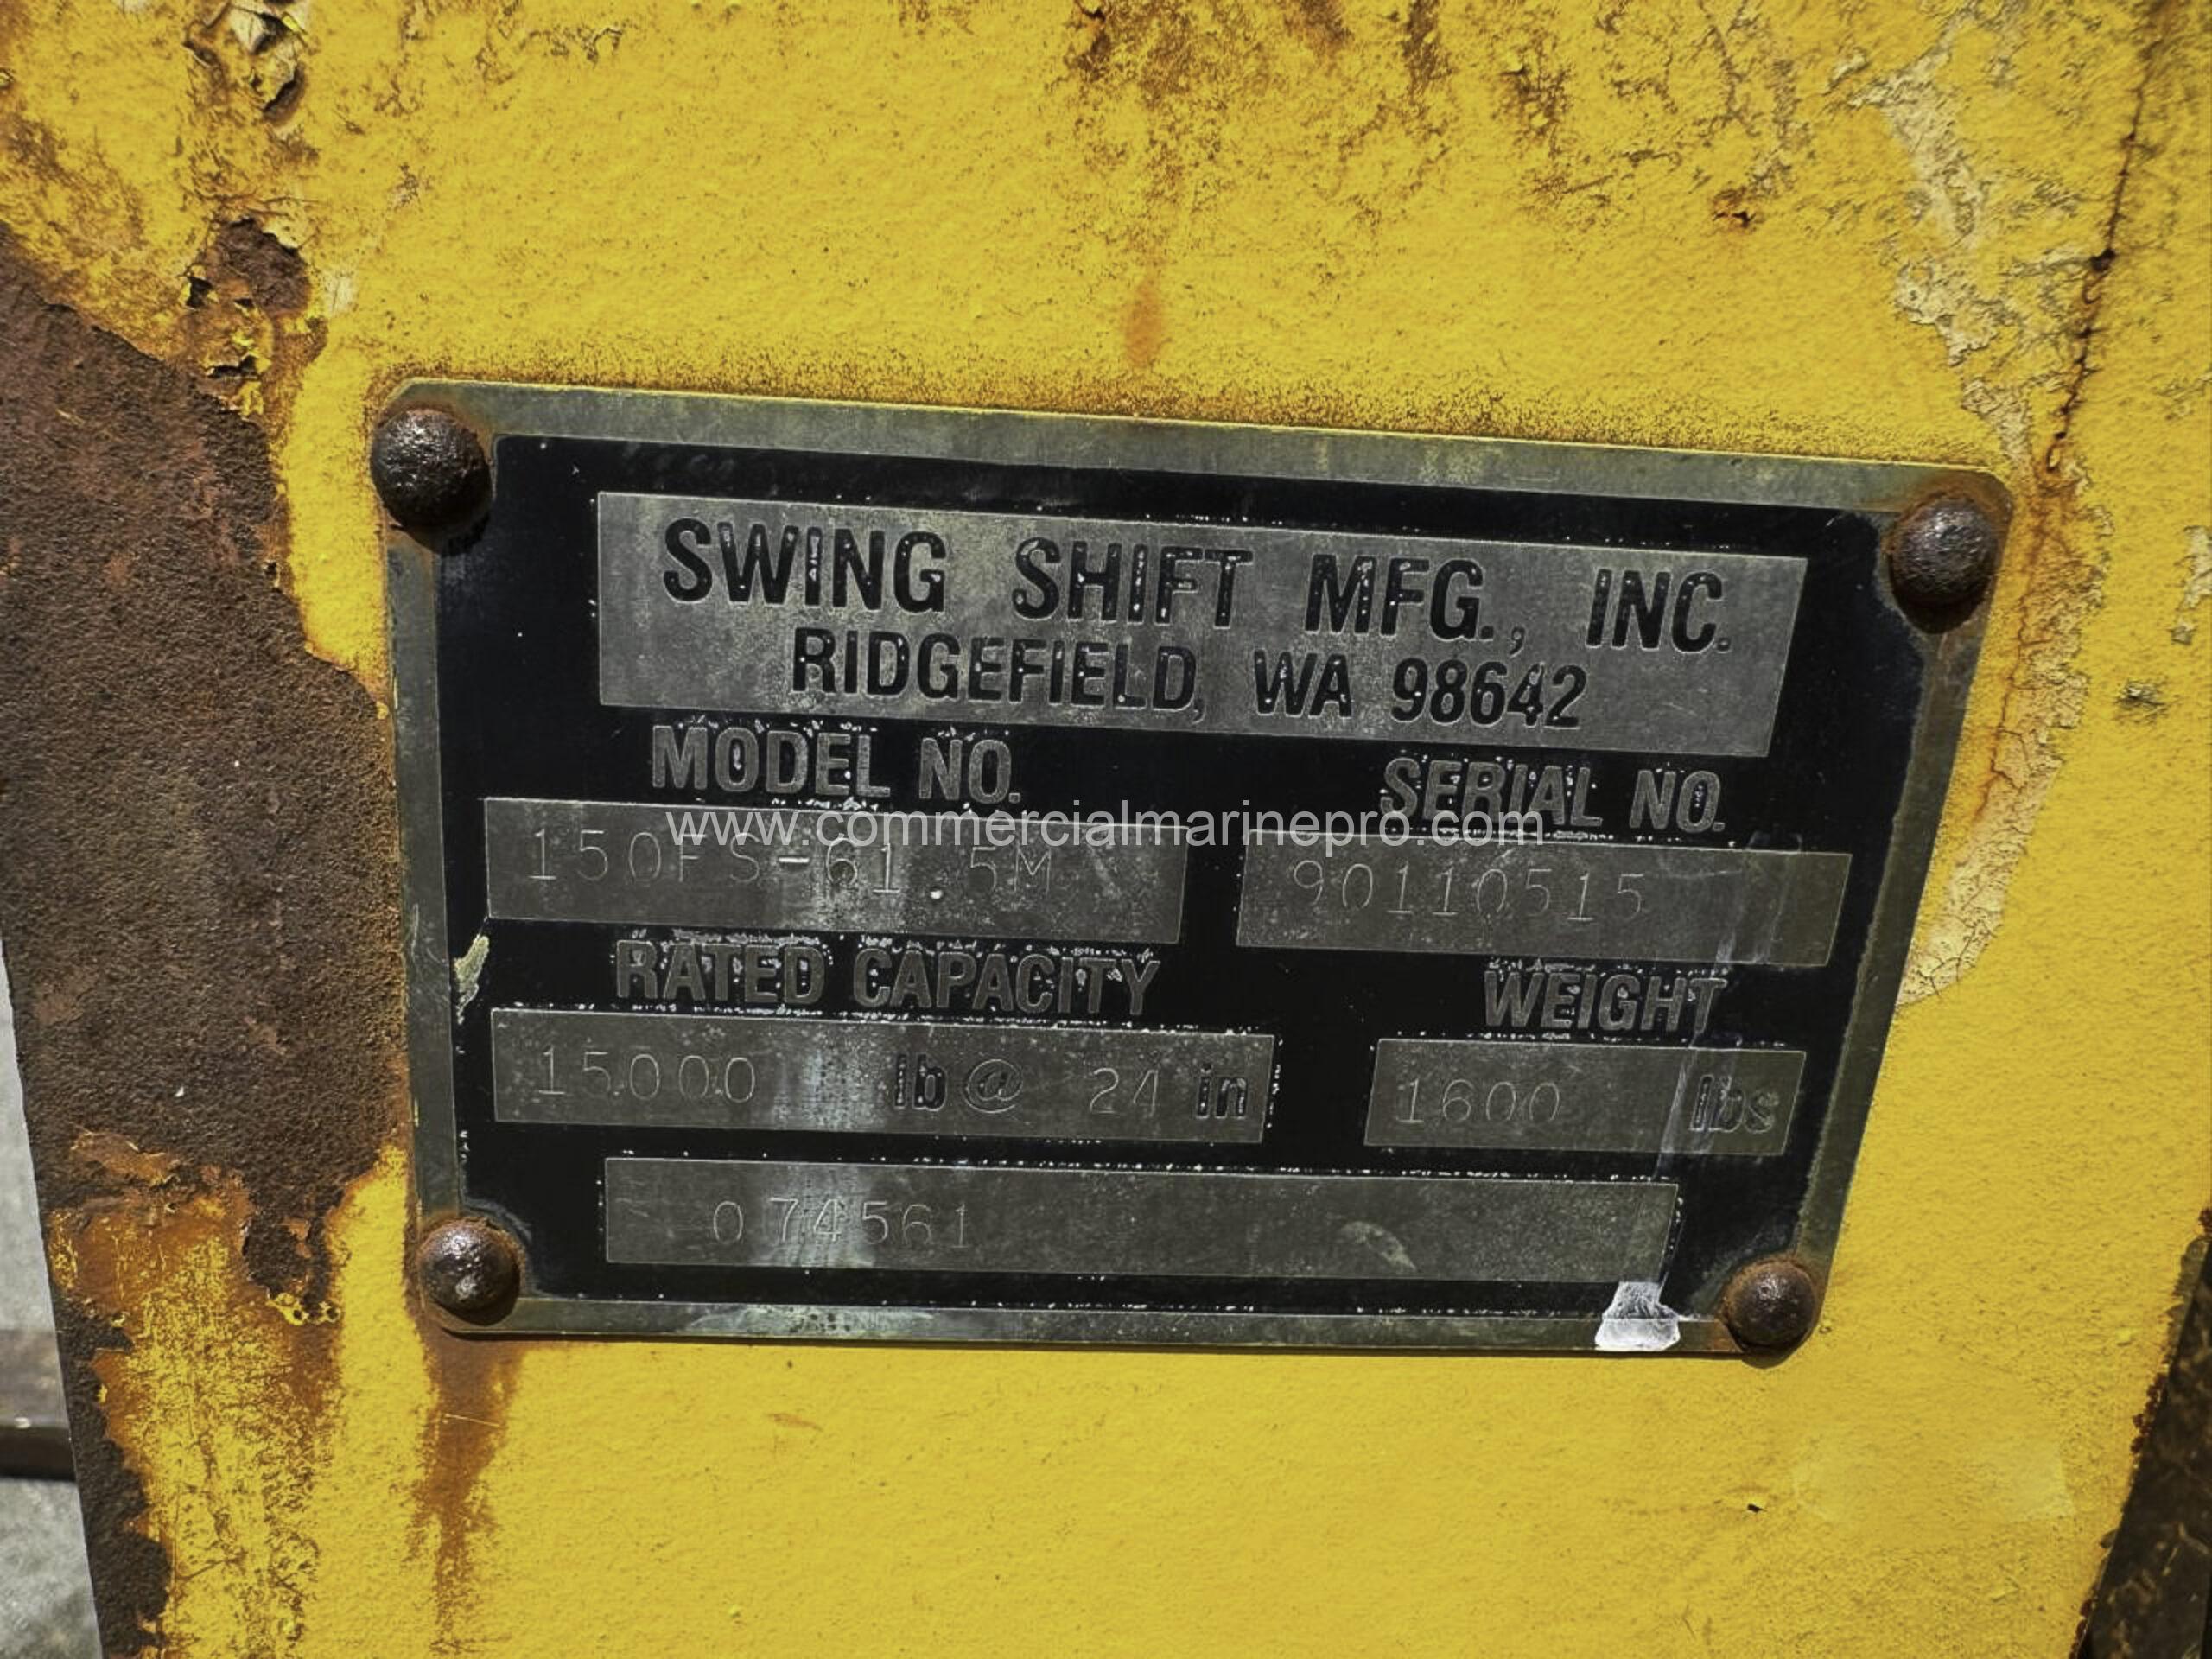 SWING SHIFT MFG., INC.
RIDGEFIELD, WA 98642
MODEL NO. SERIAL NO.
www.commercialmarinepro.com
150FS-61.5M 90110515
RATED CAPACITY WEIGHT
15000 lb @ 24 in 1600 lbs
074561